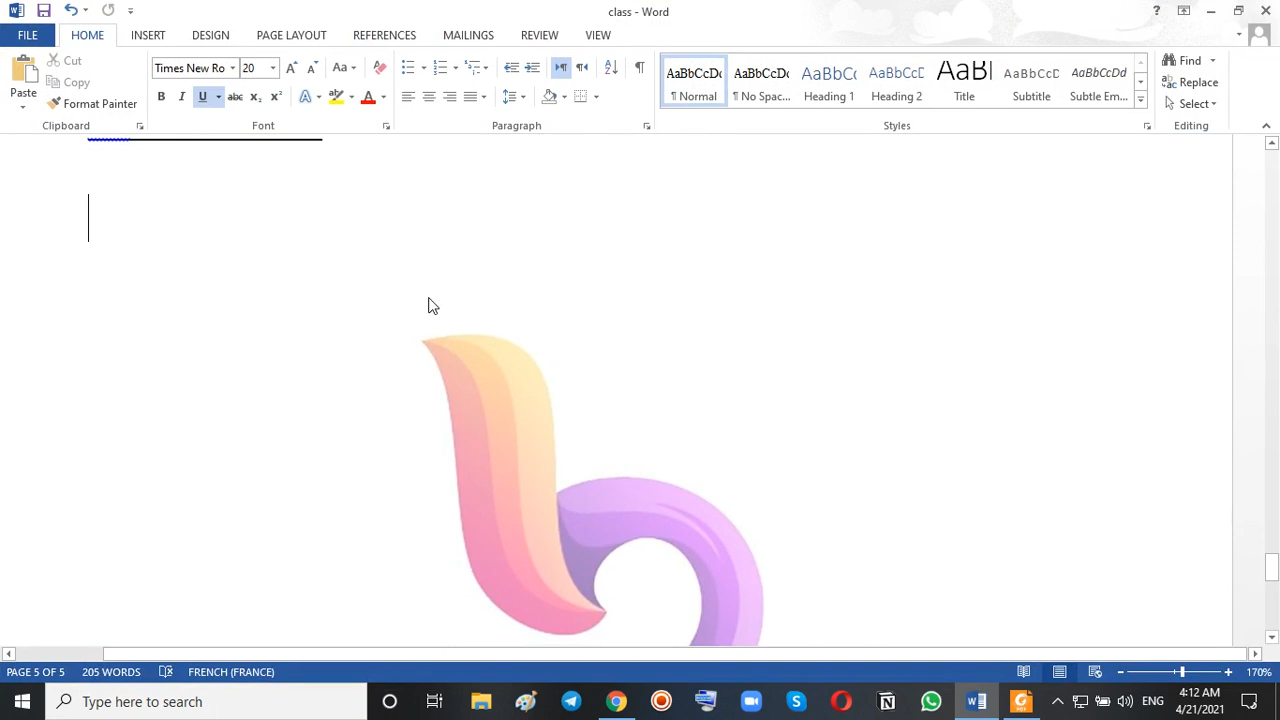 class - Word
FILE
HOME
INSERT
DESIGN
PAGE LAYOUT
REFERENCES
MAILINGS
REVIEW
VIEW
Paste
Cut
Copy
Format Painter
Clipboard
Times New Ro
20
Aa
Font
Paragraph
AaBbCcDc
¶ Normal
AaBbCcDc
¶ No Spac...
AaBbCc
Heading 1
AaBbCcD
Heading 2
AaBl
Title
AaBbCcD
Subtitle
AaBbCcDd
Subtle Em...
Styles
Find
Replace
Select
Editing
PAGE 5 OF 5
205 WORDS
FRENCH (FRANCE)
170%
Type here to search
ENG
4:12 AM
4/21/2021